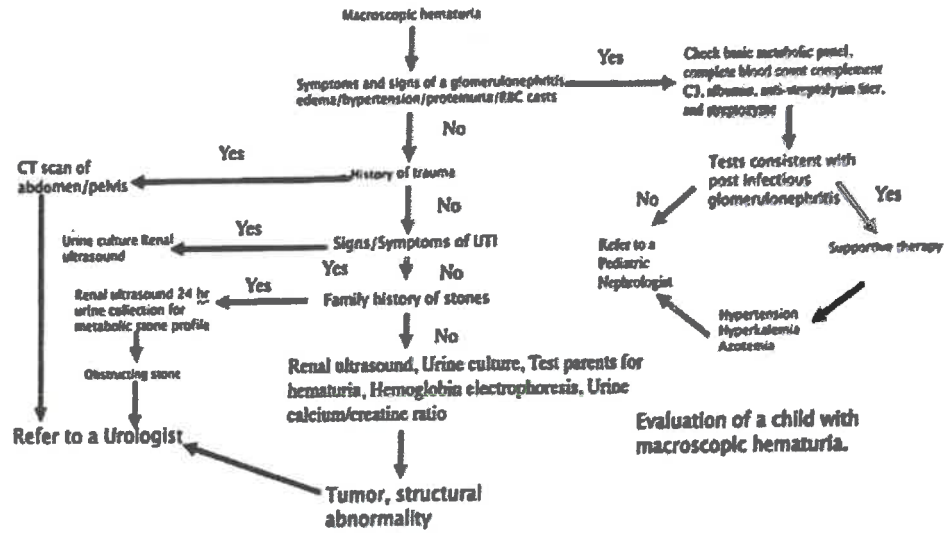 Macroscopic hematuria
Symptoms and signs of a glomerulonephritis
edema/hypertension/proteinuria/RBC casts
Yes
Check basic metabolic panel,
complete blood count complement
C3, albumin, anti-streptolysin titer,
and streptozyme
No
Tests consistent with
post infectious
glomerulonephritis
No
Yes
Refer to a
Pediatric
Nephrologist
Supportive therapy
Hypertension
Hyperkalemia
Azotemia
History of trauma
Yes
CT scan of
abdomen/pelvis
No
Signs/Symptoms of UTI
Yes
Urine culture Renal
ultrasound
Yes
No
Family history of stones
Yes
Renal ultrasound 24 hr
urine collection for
metabolic stone profile
Obstructing stone
No
Renal ultrasound, Urine culture, Test parents for
hematuria, Hemoglobin electrophoresis, Urine
calcium/creatine ratio
Refer to a Urologist
Tumor, structural
abnormality
Evaluation of a child with
macroscopic hematuria.